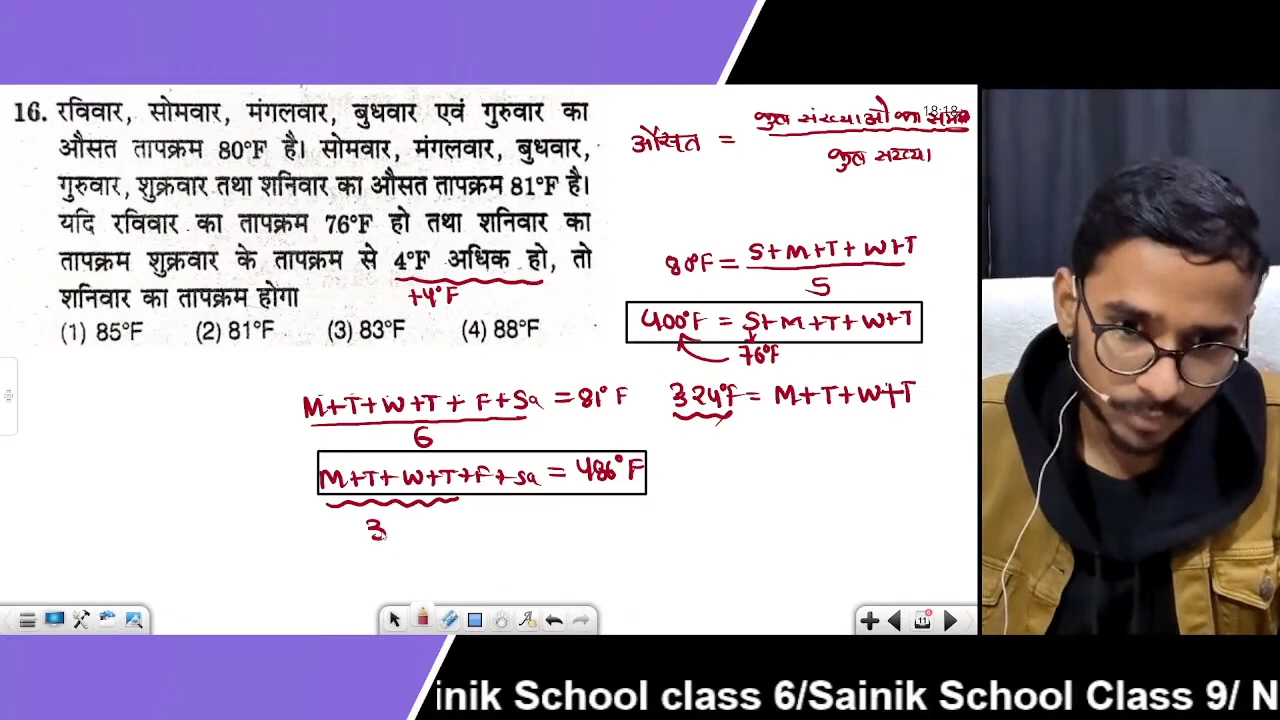 16. रविवार, सोमवार, मंगलवार, बुधवार एवं गुरुवार का
औसत तापक्रम 80°F है। सोमवार, मंगलवार, बुधवार,
गुरुवार, शुक्रवार तथा शनिवार का औसत तापक्रम 81°F है।
यदि रविवार का तापक्रम 76°F हो तथा शनिवार का
तापक्रम शुक्रवार के तापक्रम से 4°F अधिक हो, तो
+4°F
शनिवार का तापक्रम होगा
(1) 85°F (2) 81°F (3) 83°F (4) 88°F
18:18
औसत = कुल संख्याओ का
कुल संख्या
80°F = S+M+T+W+T
5
400°F = S+M+T+W+T
76°F
324°F = M+T+W+T
M+T+W+T+F+Sa = 81°F
6
M+T+W+T+F+Sa = 486°F
3
11
inik School class 6/Sainik School Class 9/ N